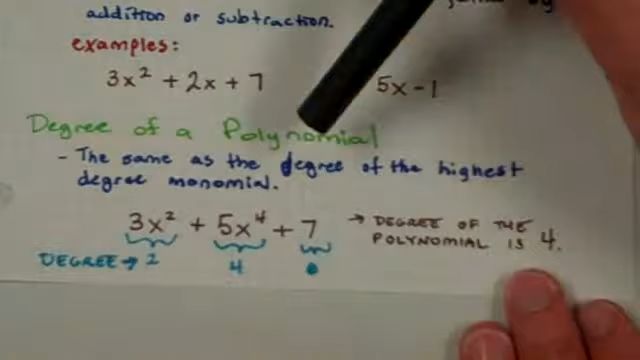 addition or subtraction.
examples:
3x² + 2x + 7
5x - 1
Degree of a Polynomial
- The same as the degree of the highest
degree monomial.
3x² + 5x⁴ + 7 → DEGREE OF THE
POLYNOMIAL IS 4.
DEGREE → 2 4 0